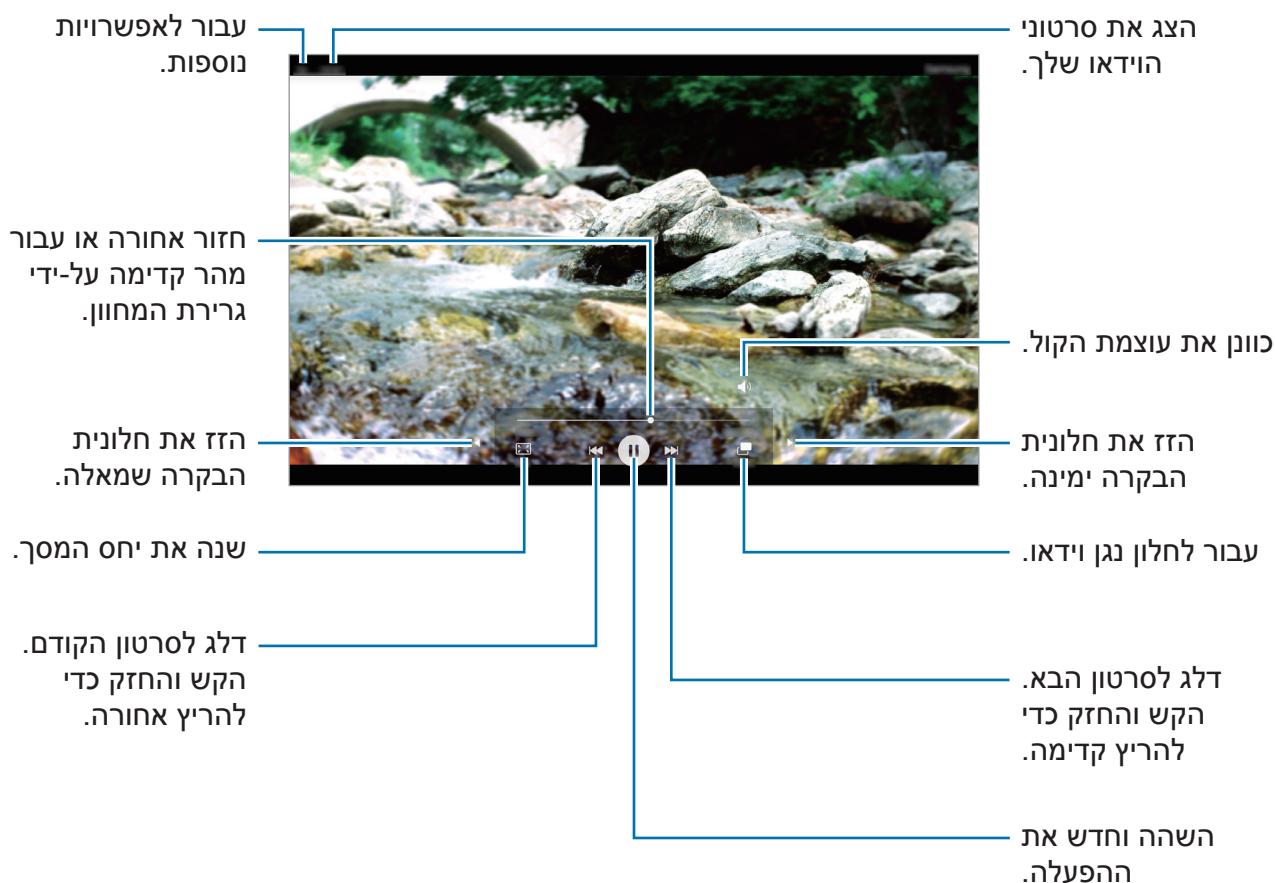 הצג את סרטוני
הוידאו שלך.
עבור לאפשרויות
נוספות.
חזור אחורה או עבור
מהר קדימה על-ידי
גרירת המחוון.
כוונן את עוצמת הקול.
הזז את חלונית
הבקרה ימינה.
הזז את חלונית
הבקרה שמאלה.
עבור לחלון נגן וידאו.
שנה את יחס המסך.
דלג לסרטון הבא.
הקש והחזק כדי
להריץ קדימה.
דלג לסרטון הקודם.
הקש והחזק כדי
להריץ אחורה.
השהה וחדש את
ההפעלה.